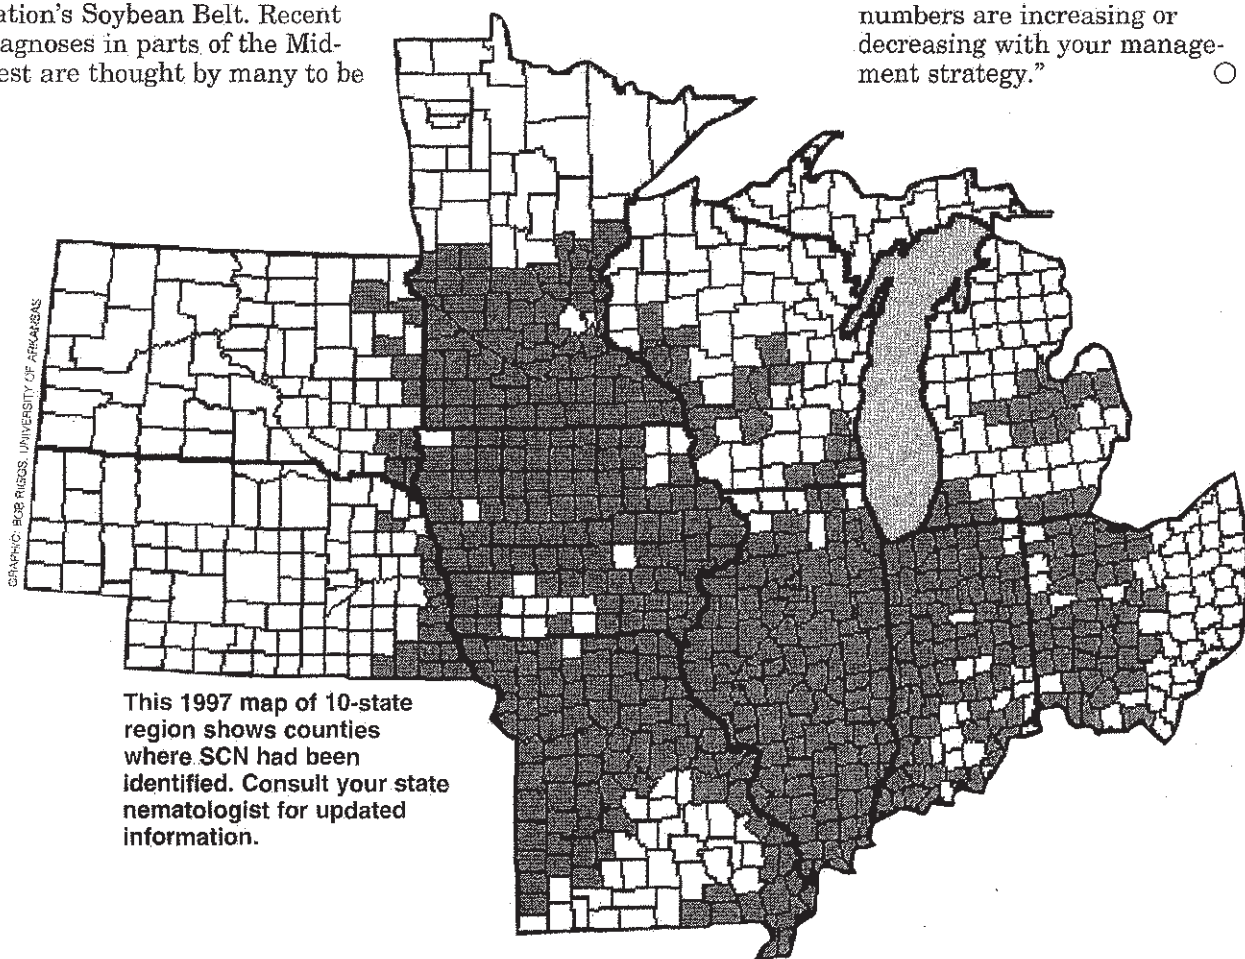 ation's Soybean Belt. Recent
agnoses in parts of the Mid-
est are thought by many to be
numbers are increasing or
decreasing with your manage-
ment strategy."
GRAPHIC: BOB RIGGS, UNIVERSITY OF ARKANSAS
This 1997 map of 10-state
region shows counties
where SCN had been
identified. Consult your state
nematologist for updated
information.